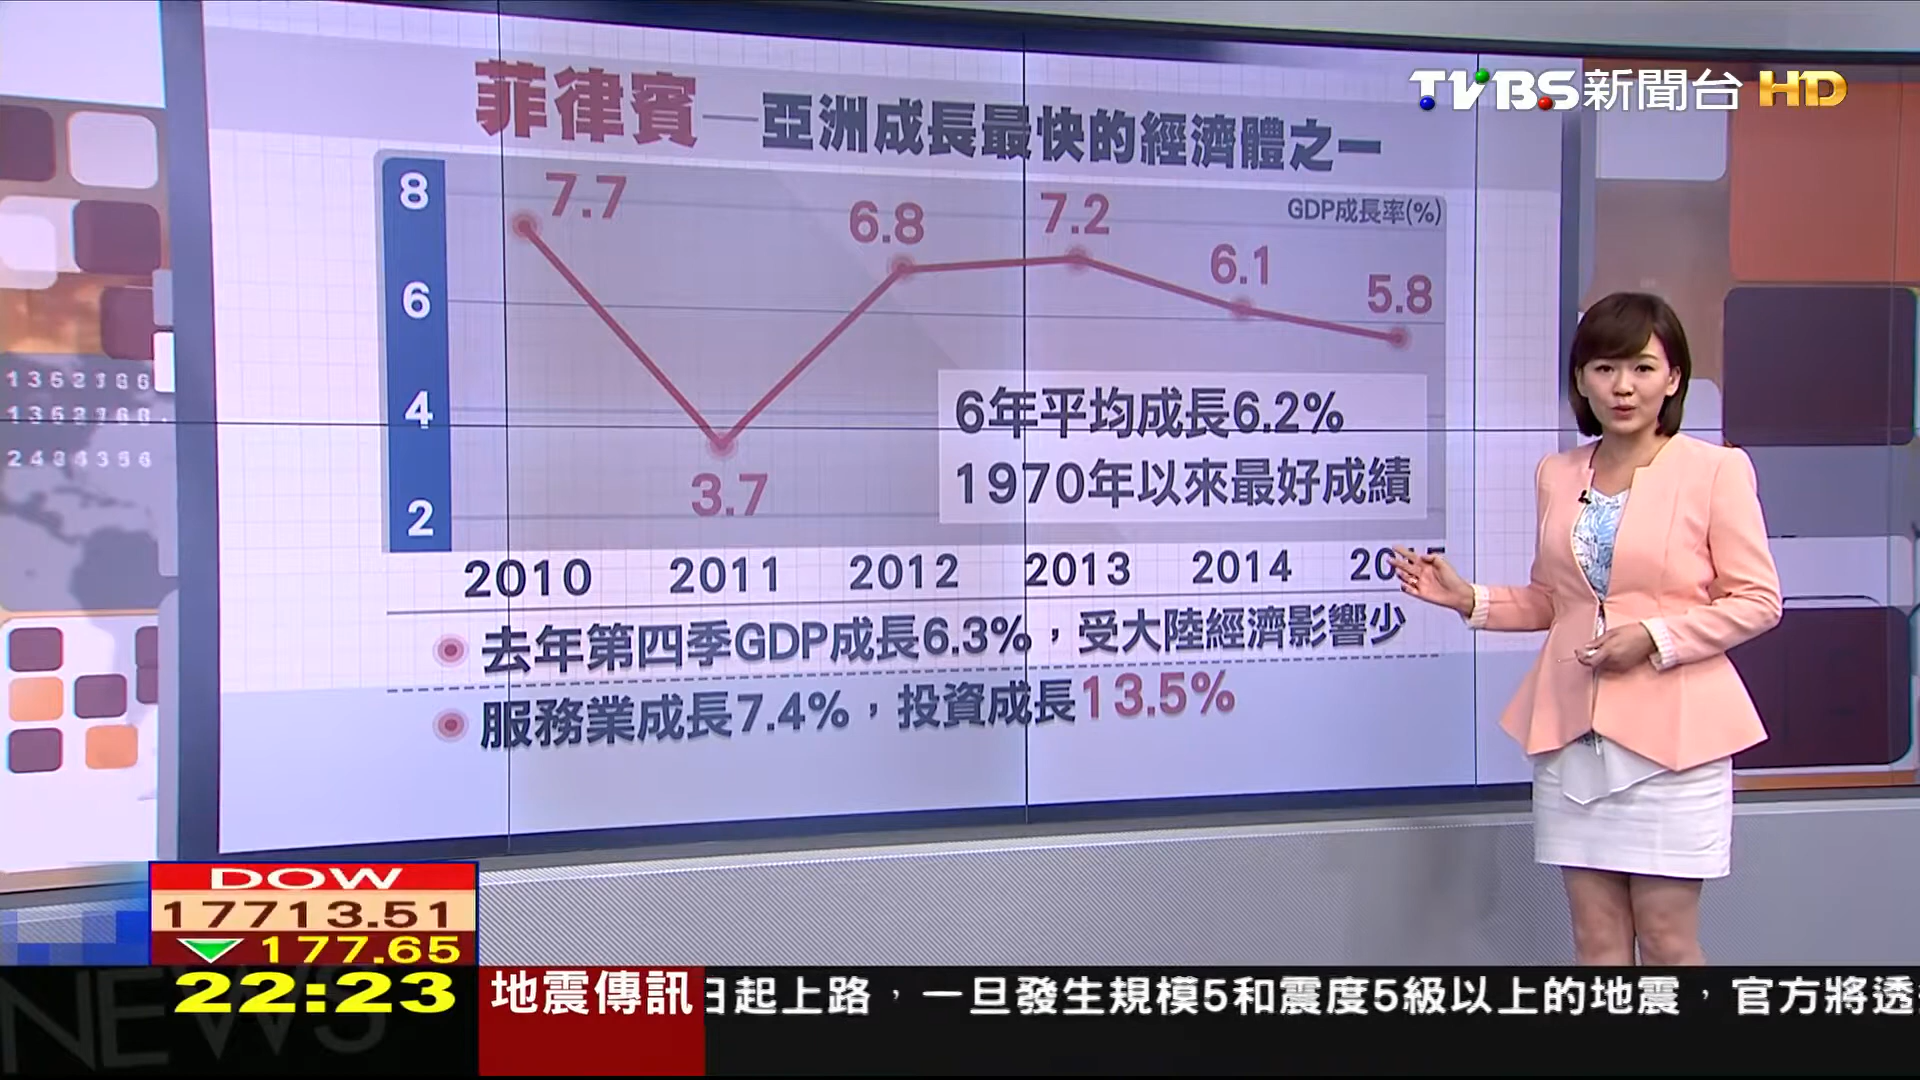 TVBS新聞台 HD
菲律賓—亞洲成長最快的經濟體之一
GDP成長率(%)
8
6
4
2
7.7
3.7
6.8
7.2
6.1
5.8
6年平均成長6.2%
1970年以來最好成績
2010 2011 2012 2013 2014
去年第四季GDP成長6.3%，受大陸經濟影響少
服務業成長7.4%，投資成長13.5%
DOW
17713.51
177.65
22:23
地震傳訊
日起上路，一旦發生規模5和震度5級以上的地震，官方將透
NEWS